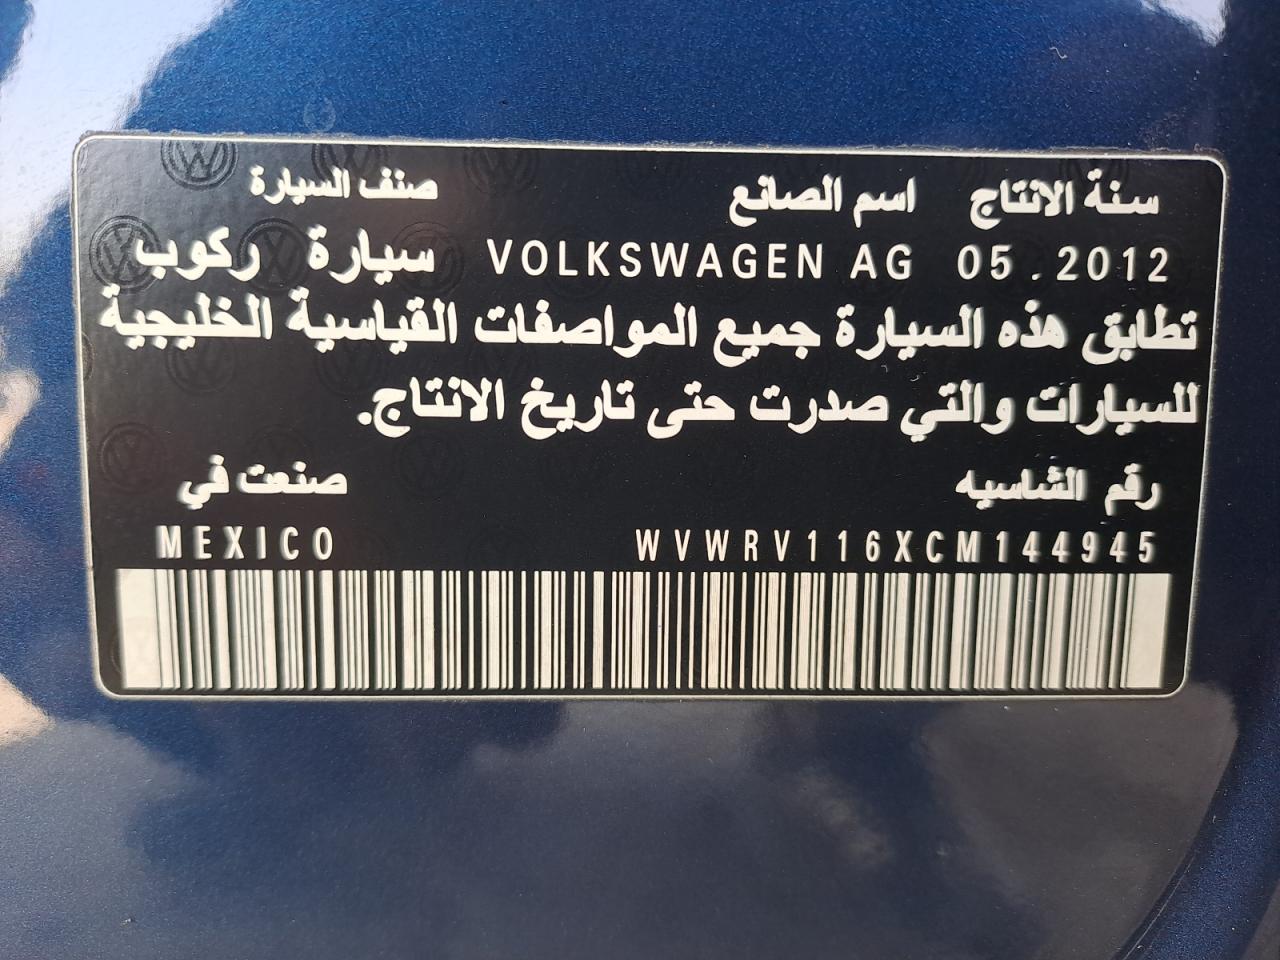 سنة الانتاج اسم الصانع صنف السيارة
05.2012 VOLKSWAGEN AG سيارة ركوب
تطابق هذه السيارة جميع المواصفات القياسية الخليجية
للسيارات والتي صدرت حتى تاريخ الانتاج.
رقم الشاسيه صنعت في
WVWRV116XCM144945 MEXICO